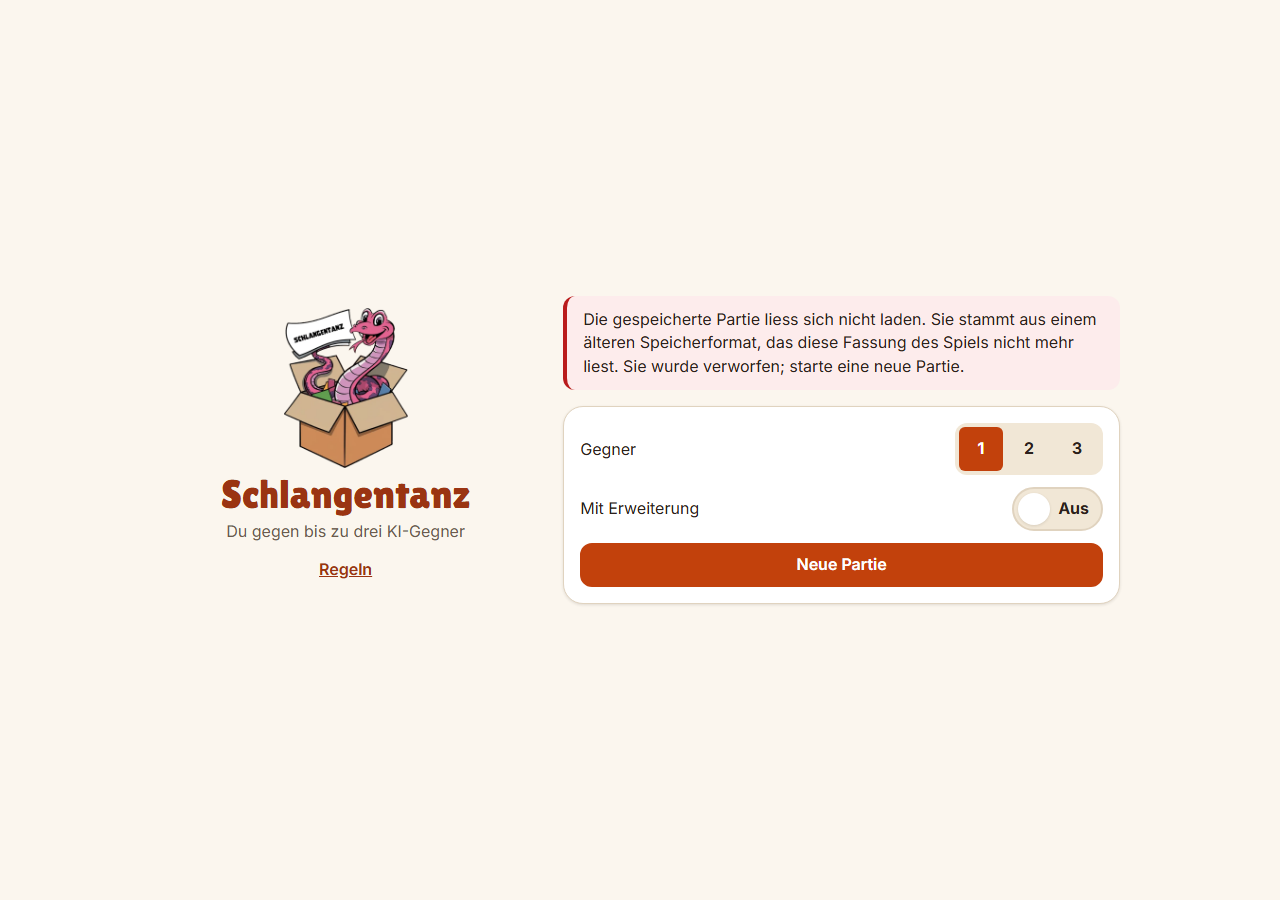 SCHLANGENTANZ
Schlangentanz
Du gegen bis zu drei KI-Gegner
Regeln
Die gespeicherte Partie liess sich nicht laden. Sie stammt aus einem
älteren Speicherformat, das diese Fassung des Spiels nicht mehr
liest. Sie wurde verworfen; starte eine neue Partie.
Gegner 1 2 3
Mit Erweiterung Aus
Neue Partie